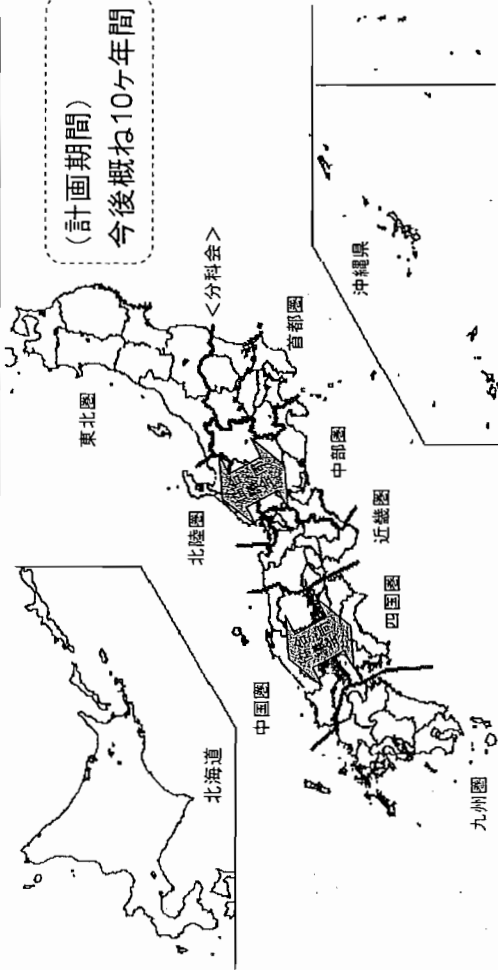 (計画期間)
今後概ね10ヶ年間
東北圏
<分科会>
首都圏
北陸圏
中部圏
近畿圏
中国圏
四国圏
九州圏
北海道
沖縄県